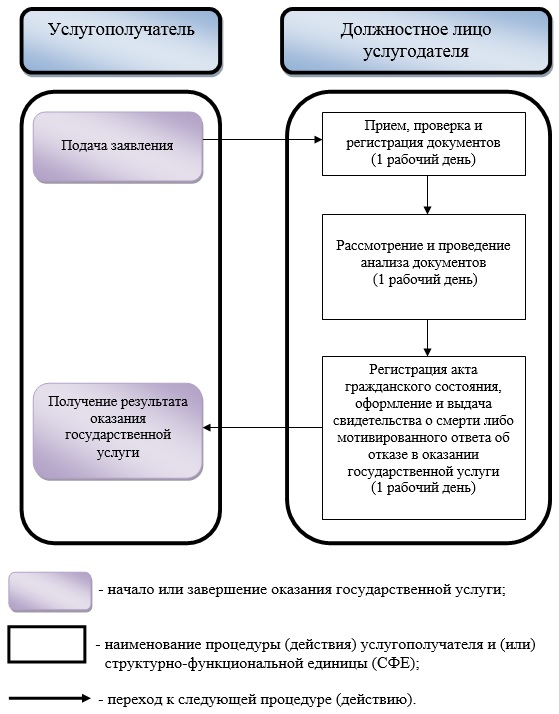 Услугополучатель
Должностное лицо
услугодателя
Подача заявления
Прием, проверка и
регистрация документов
(1 рабочий день)
Рассмотрение и проведение
анализа документов
(1 рабочий день)
Регистрация акта
гражданского состояния,
оформление и выдача
свидетельства о смерти либо
мотивированного ответа об
отказе в оказании
государственной услуги
(1 рабочий день)
Получение результата
оказания
государственной
услуги
- начало или завершение оказания государственной услуги;
- наименование процедуры (действия) услугополучателя и (или)
структурно-функциональной единицы (СФЕ);
- переход к следующей процедуре (действию).